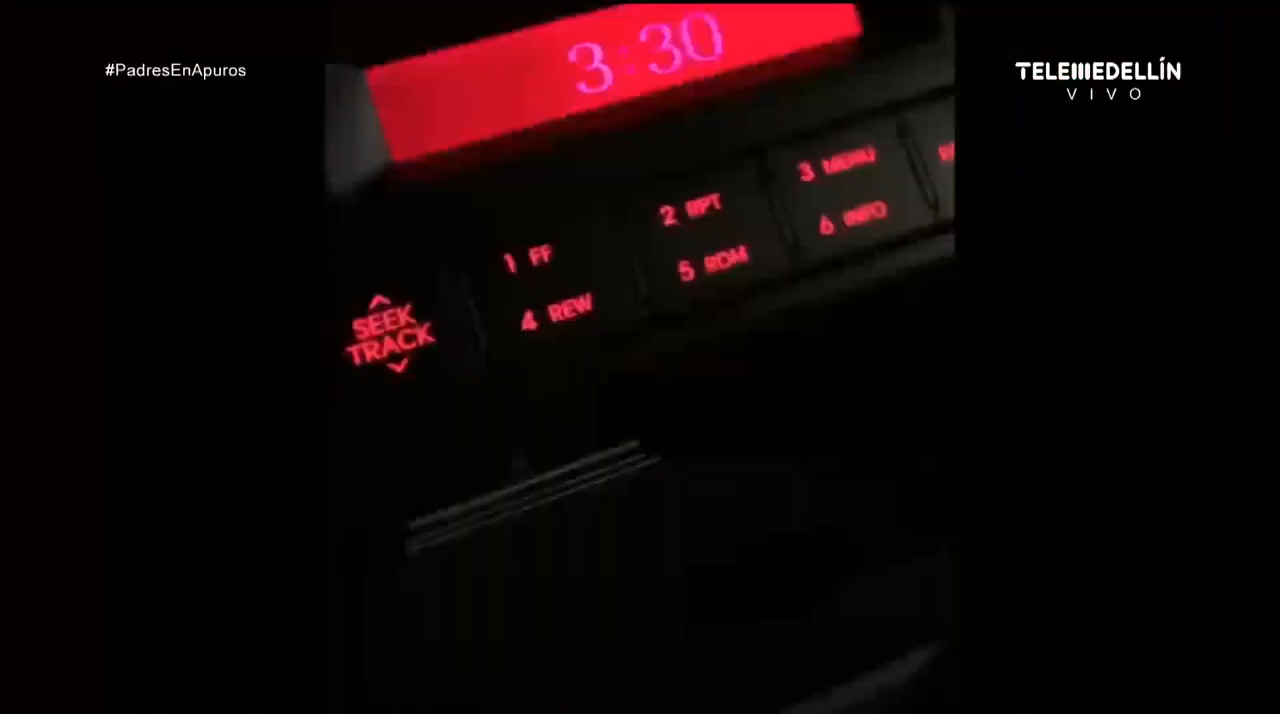 #PadresEnApuros
TELEMEDELLÍN
VIVO
3:30
1 FF
2 RPT
3 MENU
4 REW
5 RDM
6 INFO
SEEK
TRACK